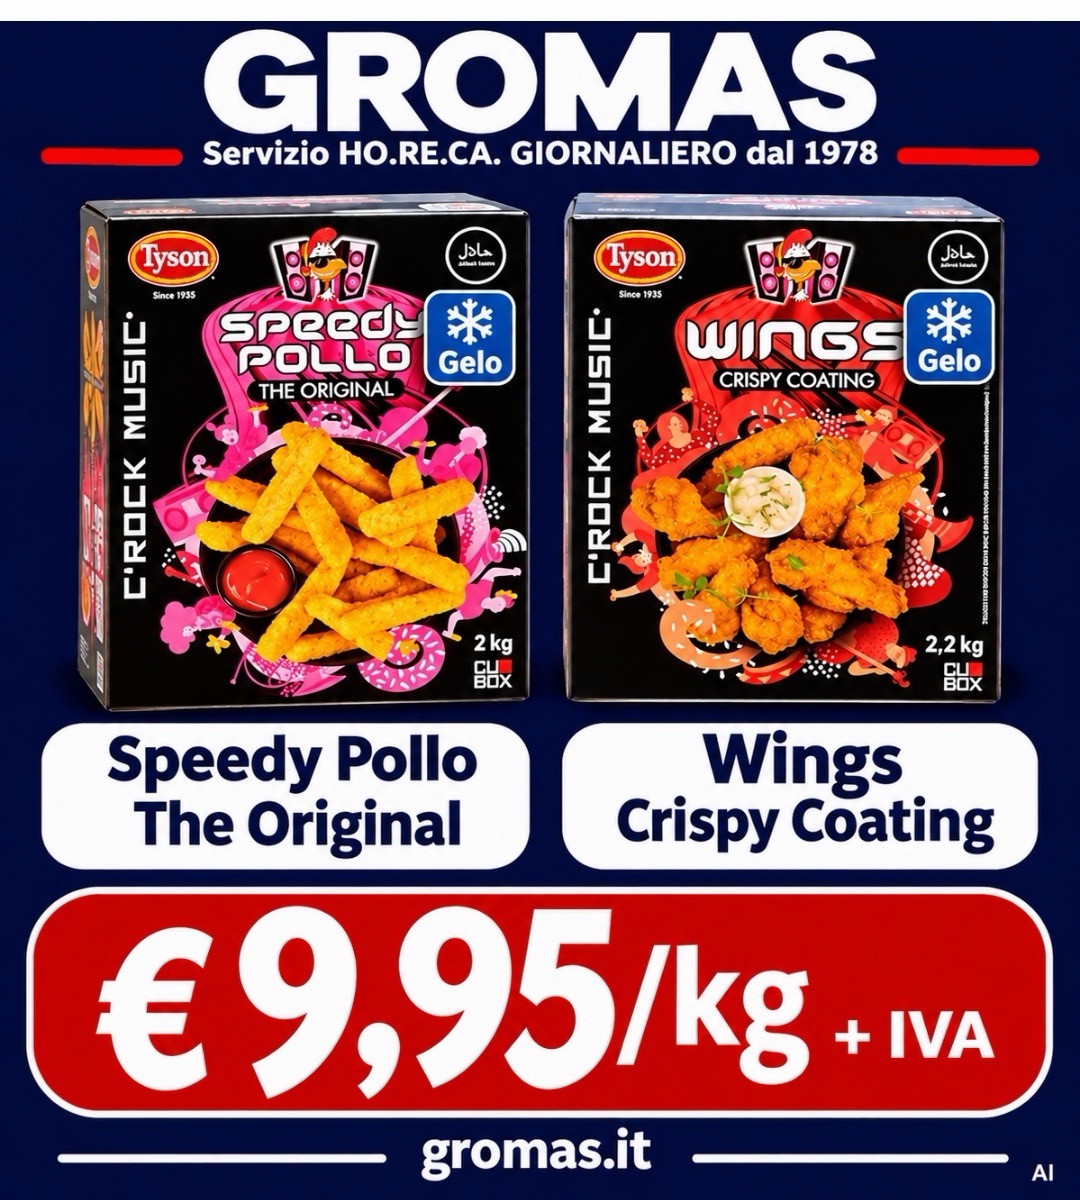 GROMAS
Servizio HO.RE.CA. GIORNALIERO dal 1978
Tyson
Since 1935
حلال
C'ROCK MUSIC
SPeedy
POLLO
THE ORIGINAL
Gelo
2 kg
CU
BOX
Tyson
Since 1935
حلال
C'ROCK MUSIC
WINGS
CRISPY COATING
Gelo
2,2 kg
CU
BOX
Speedy Pollo
The Original
Wings
Crispy Coating
€ 9,95/kg + IVA
gromas.it
AI